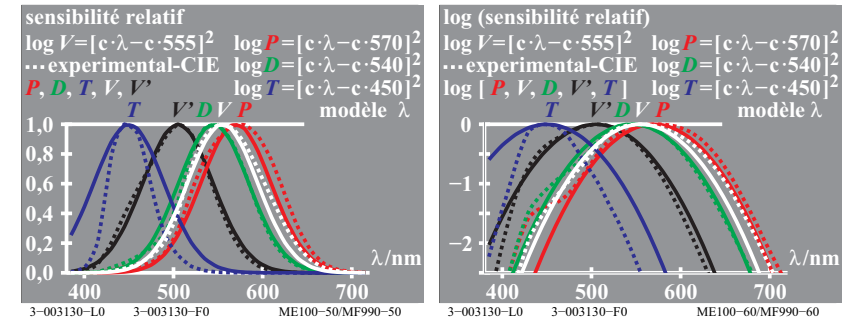 sensibilité relatif
log V=[c·λ−c·555]² log P=[c·λ−c·570]²
experimental-CIE log D=[c·λ−c·540]²
P, D, T, V, V' log T=[c·λ−c·450]²
T V' D V P modèle λ
1,0
0,8
0,6
0,4
0,2
0,0
λ/nm
400 500 600 700
3−003130−L0 3−003130−F0 ME100−50/MF990−50
log (sensibilité relatif)
log V=[c·λ−c·555]² log P=[c·λ−c·570]²
experimental-CIE log D=[c·λ−c·540]²
log [ P, V, D, V', T ] log T=[c·λ−c·450]²
T V' D V P modèle λ
0
−1
−2
λ/nm
400 500 600 700
3−003130−L0 3−003130−F0 ME100−60/MF990−60